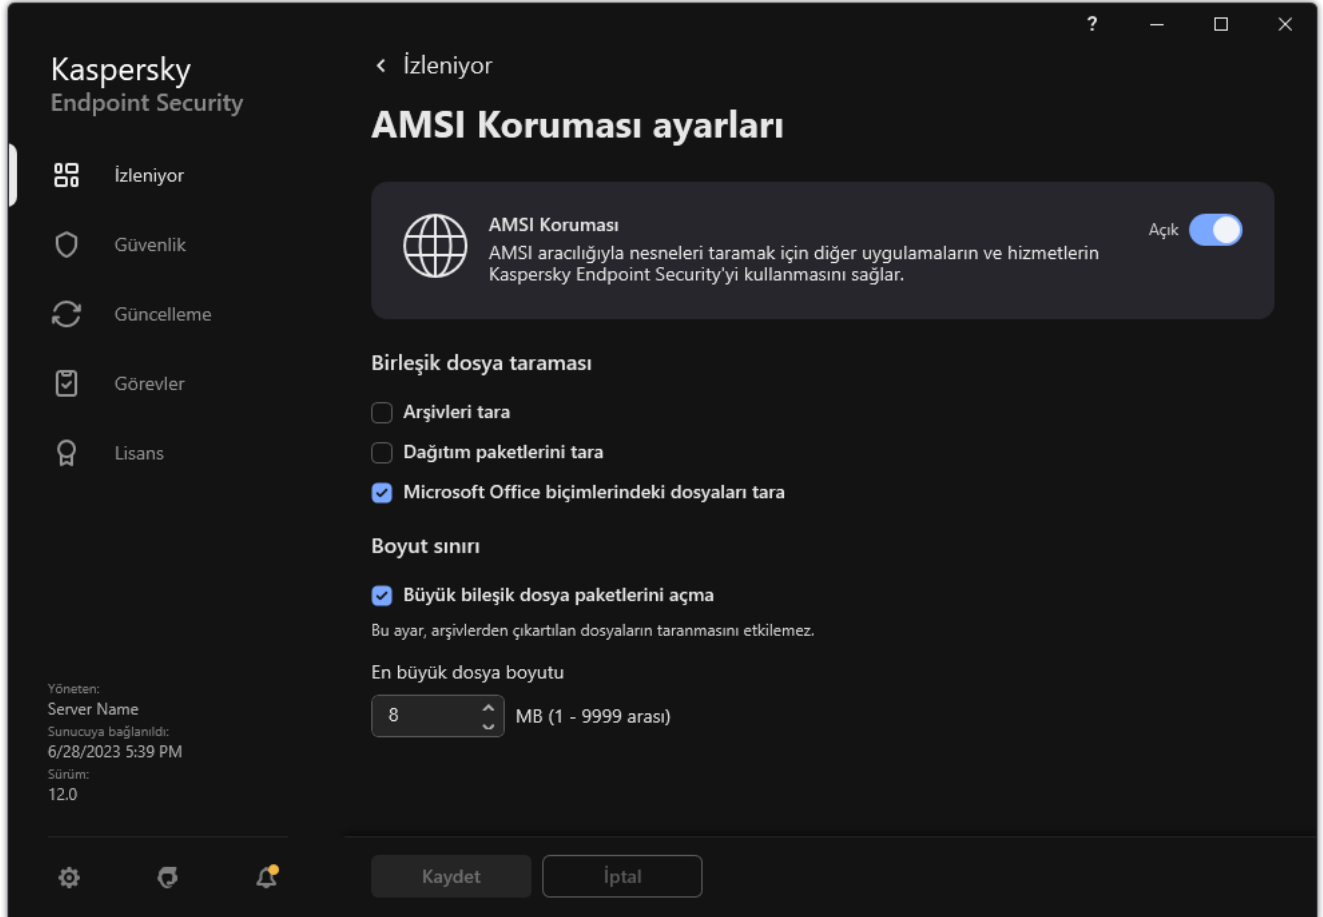 ?
Kaspersky
Endpoint Security
İzleniyor
Güvenlik
Güncelleme
Görevler
Lisans
Yöneten:
Server Name
Sunucuya bağlanıldı:
6/28/2023 5:39 PM
Sürüm:
12.0
İzleniyor
AMSI Koruması ayarları
AMSI Koruması
AMSI aracılığıyla nesneleri taramak için diğer uygulamaların ve hizmetlerin
Kaspersky Endpoint Security'yi kullanmasını sağlar.
Açık
Birleşik dosya taraması
Arşivleri tara
Dağıtım paketlerini tara
Microsoft Office biçimlerindeki dosyaları tara
Boyut sınırı
Büyük bileşik dosya paketlerini açma
Bu ayar, arşivlerden çıkartılan dosyaların taranmasını etkilemez.
En büyük dosya boyutu
8 MB (1 - 9999 arası)
Kaydet
İptal